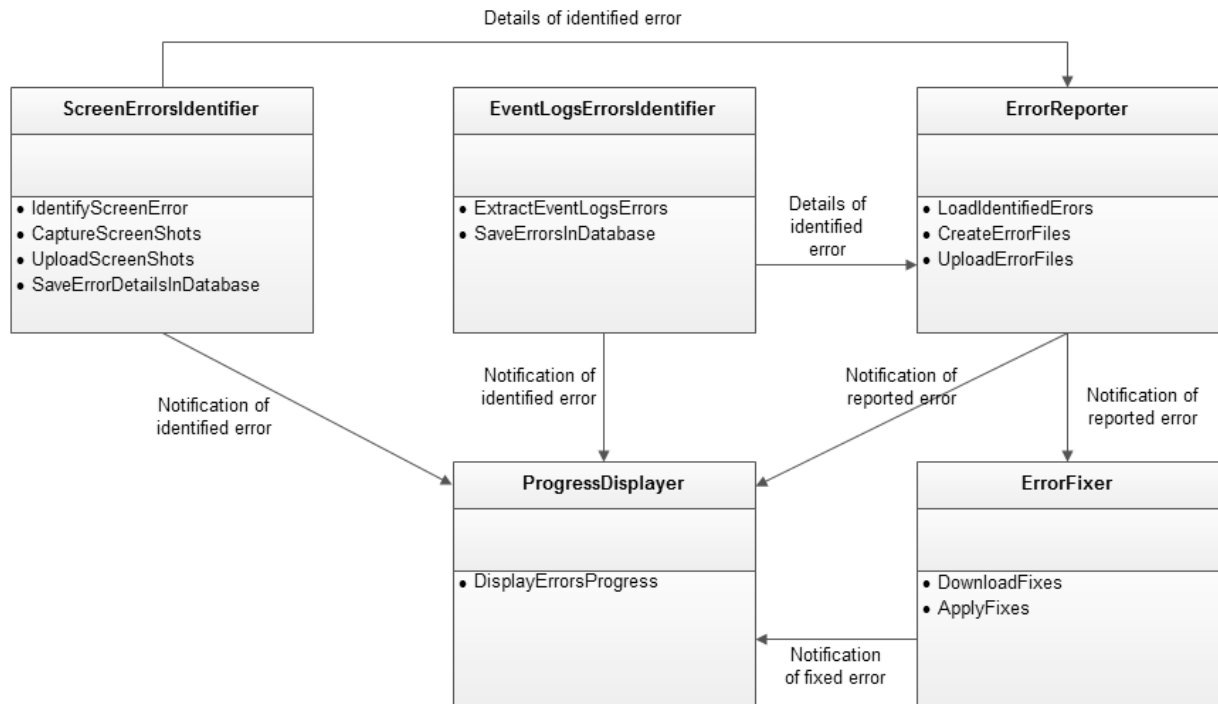 Details of identified error
ScreenErrorsIdentifier
EventLogsErrorsIdentifier
ErrorReporter
• IdentifyScreenError
• CaptureScreenShots
• UploadScreenShots
• SaveErrorDetailsInDatabase
• ExtractEventLogsErrors
• SaveErrorsInDatabase
Details of
identified
error
• LoadIdentifiedErors
• CreateErrorFiles
• UploadErrorFiles
Notification of
identified error
Notification of
identified error
Notification of
reported error
Notification of
reported error
ProgressDisplayer
ErrorFixer
• DisplayErrorsProgress
• DownloadFixes
• ApplyFixes
Notification
of fixed error